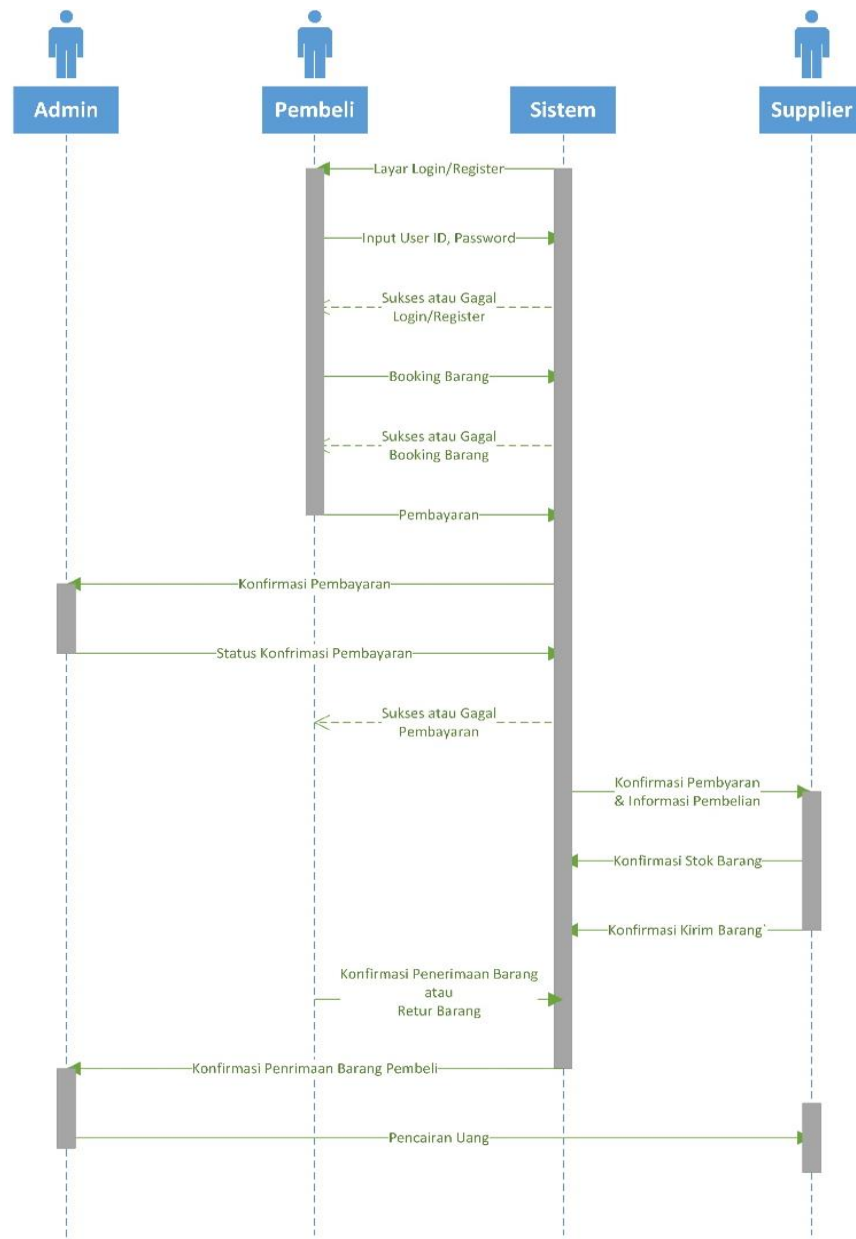 Admin
Pembeli
Sistem
Supplier
Layar Login/Register
Input User ID, Password
Sukses atau Gagal
Login/Register
Booking Barang
Sukses atau Gagal
Booking Barang
Pembayaran
Konfirmasi Pembayaran
Status Konfrimasi Pembayaran
Sukses atau Gagal
Pembayaran
Konfirmasi Pembyaran
& Informasi Pembelian
Konfirmasi Stok Barang
Konfirmasi Kirim Barang`
Konfirmasi Penerimaan Barang
atau
Retur Barang
Konfirmasi Penrimaan Barang Pembeli
Pencairan Uang